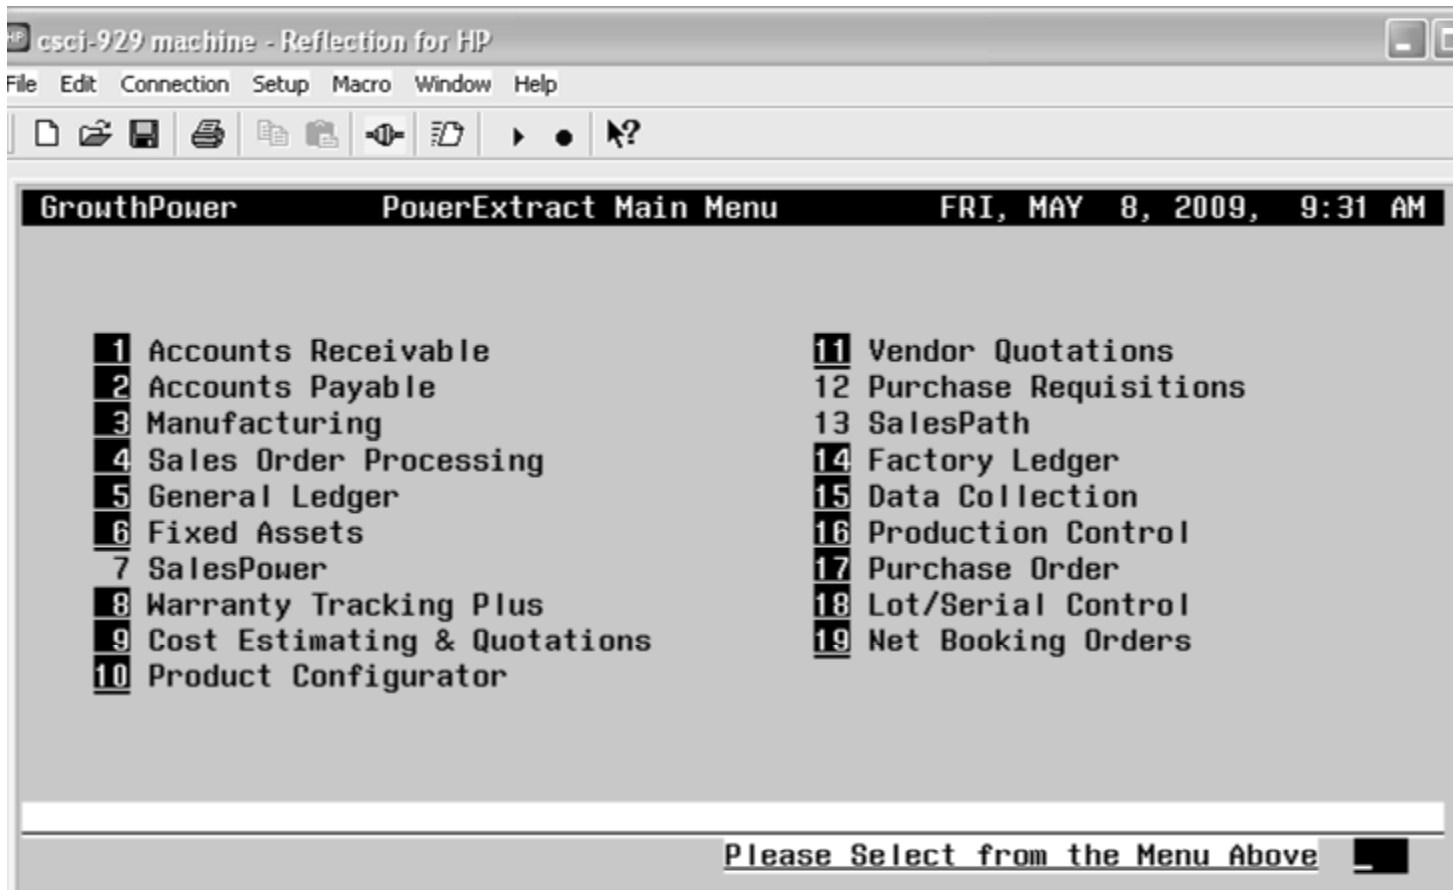 HP csci-929 machine - Reflection for HP
File Edit Connection Setup Macro Window Help
GrowthPower PowerExtract Main Menu FRI, MAY 8, 2009, 9:31 AM
1 Accounts Receivable
2 Accounts Payable
3 Manufacturing
4 Sales Order Processing
5 General Ledger
6 Fixed Assets
7 SalesPower
8 Warranty Tracking Plus
9 Cost Estimating & Quotations
10 Product Configurator
11 Vendor Quotations
12 Purchase Requisitions
13 SalesPath
14 Factory Ledger
15 Data Collection
16 Production Control
17 Purchase Order
18 Lot/Serial Control
19 Net Booking Orders
Please Select from the Menu Above